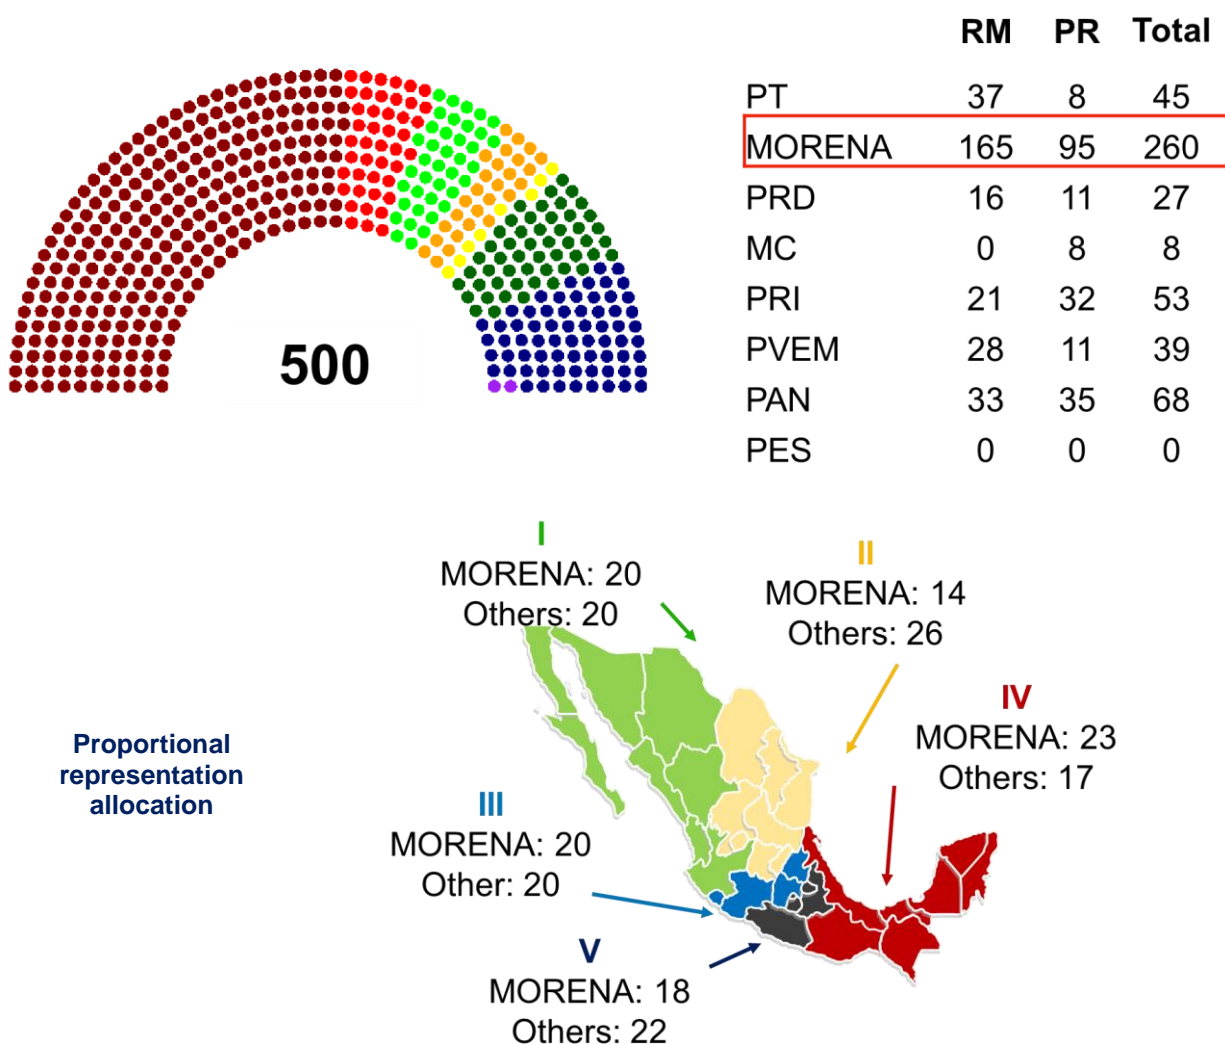 RM PR Total
PT 37 8 45
MORENA 165 95 260
PRD 16 11 27
MC 0 8 8
PRI 21 32 53
PVEM 28 11 39
PAN 33 35 68
PES 0 0 0
500
I
MORENA: 20
Others: 20
II
MORENA: 14
Others: 26
IV
MORENA: 23
Others: 17
Proportional
representation
allocation
III
MORENA: 20
Other: 20
V
MORENA: 18
Others: 22